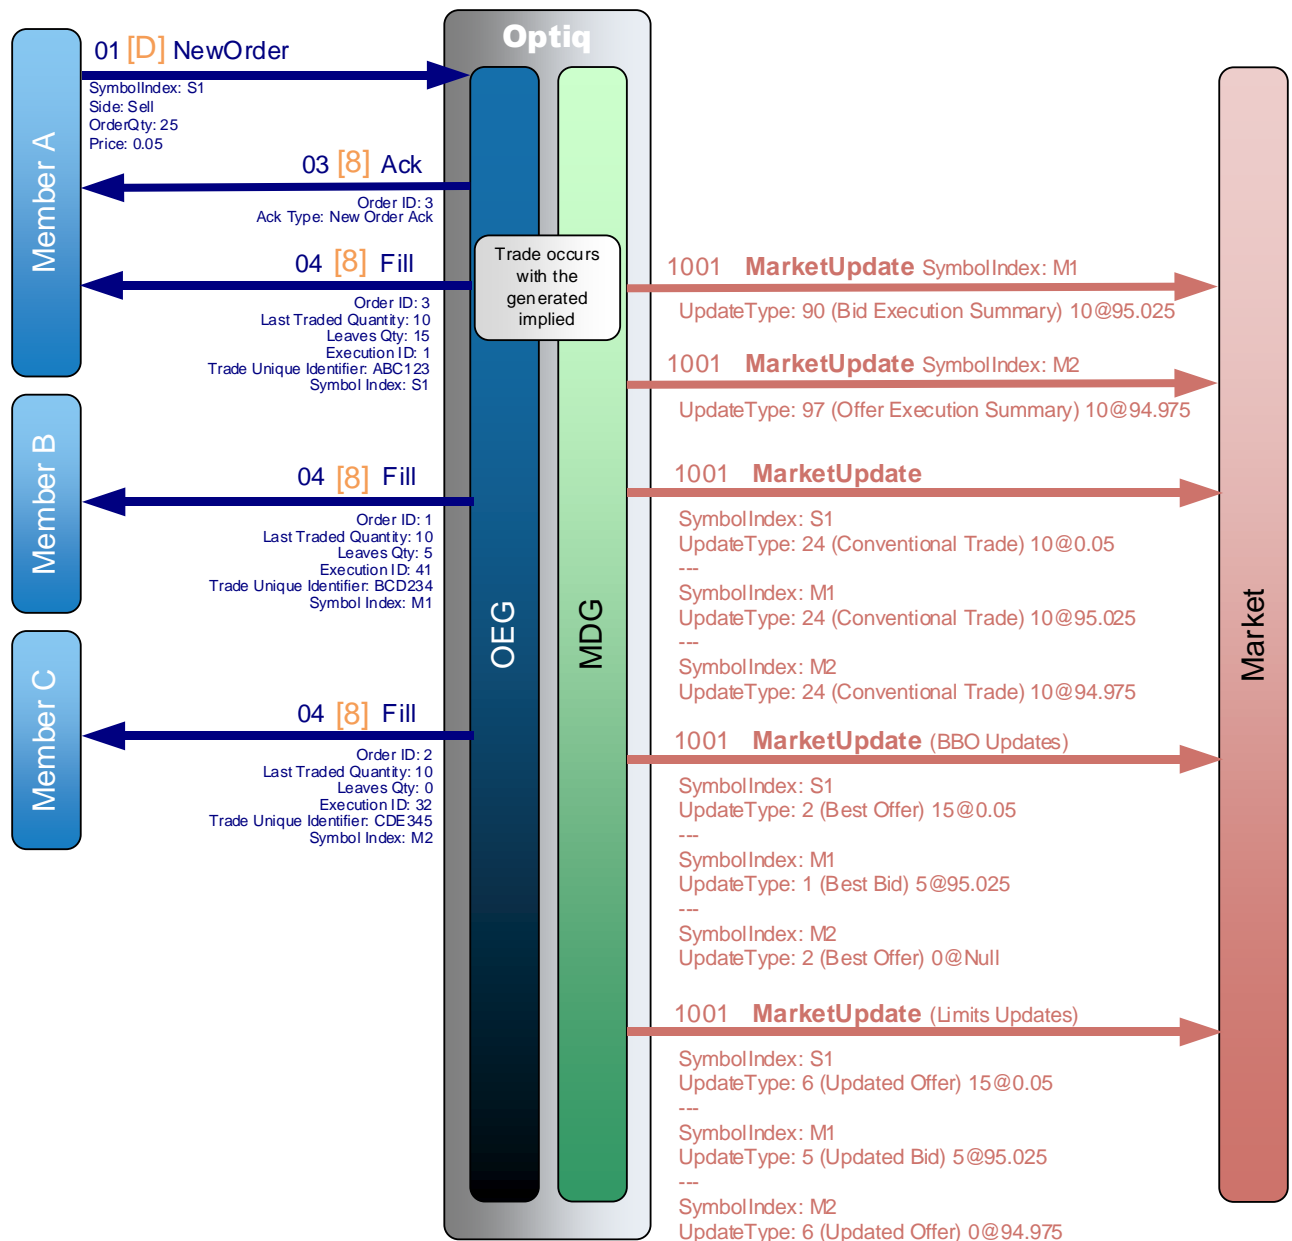 Optiq
01 [D] NewOrder
SymbolIndex: S1
Side: Sell
OrderQty: 25
Price: 0.05
03 [8] Ack
Order ID: 3
Ack Type: New Order Ack
04 [8] Fill
Order ID: 3
Last Traded Quantity: 10
Leaves Qty: 15
Execution ID: 1
Trade Unique Identifier: ABC123
Symbol Index: S1
Member A
04 [8] Fill
Order ID: 1
Last Traded Quantity: 10
Leaves Qty: 5
Execution ID: 41
Trade Unique Identifier: BCD234
Symbol Index: M1
Member B
04 [8] Fill
Order ID: 2
Last Traded Quantity: 10
Leaves Qty: 0
Execution ID: 32
Trade Unique Identifier: CDE345
Symbol Index: M2
Member C
Trade occurs
with the
generated
implied
OEG
MDG
1001 MarketUpdate SymbolIndex: M1
UpdateType: 90 (Bid Execution Summary) 10@95.025
1001 MarketUpdate SymbolIndex: M2
UpdateType: 97 (Offer Execution Summary) 10@94.975
1001 MarketUpdate
SymbolIndex: S1
UpdateType: 24 (Conventional Trade) 10@0.05
---
SymbolIndex: M1
UpdateType: 24 (Conventional Trade) 10@95.025
---
SymbolIndex: M2
UpdateType: 24 (Conventional Trade) 10@94.975
1001 MarketUpdate (BBO Updates)
SymbolIndex: S1
UpdateType: 2 (Best Offer) 15@0.05
---
SymbolIndex: M1
UpdateType: 1 (Best Bid) 5@95.025
---
SymbolIndex: M2
UpdateType: 2 (Best Offer) 0@Null
1001 MarketUpdate (Limits Updates)
SymbolIndex: S1
UpdateType: 6 (Updated Offer) 15@0.05
---
SymbolIndex: M1
UpdateType: 5 (Updated Bid) 5@95.025
---
SymbolIndex: M2
UpdateType: 6 (Updated Offer) 0@94.975
Market